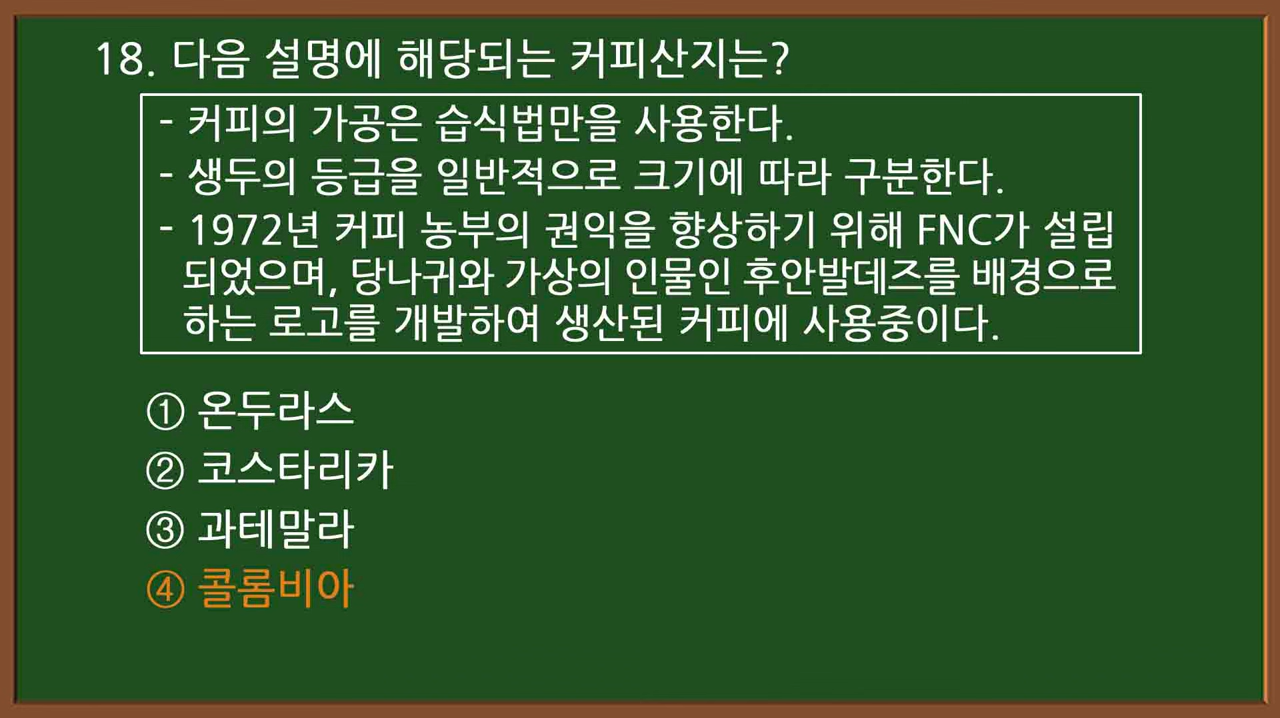 18. 다음 설명에 해당되는 커피산지는?
- 커피의 가공은 습식법만을 사용한다.
- 생두의 등급을 일반적으로 크기에 따라 구분한다.
- 1972년 커피 농부의 권익을 향상하기 위해 FNC가 설립
되었으며, 당나귀와 가상의 인물인 후안발데즈를 배경으로
하는 로고를 개발하여 생산된 커피에 사용중이다.
① 온두라스
② 코스타리카
③ 과테말라
④ 콜롬비아